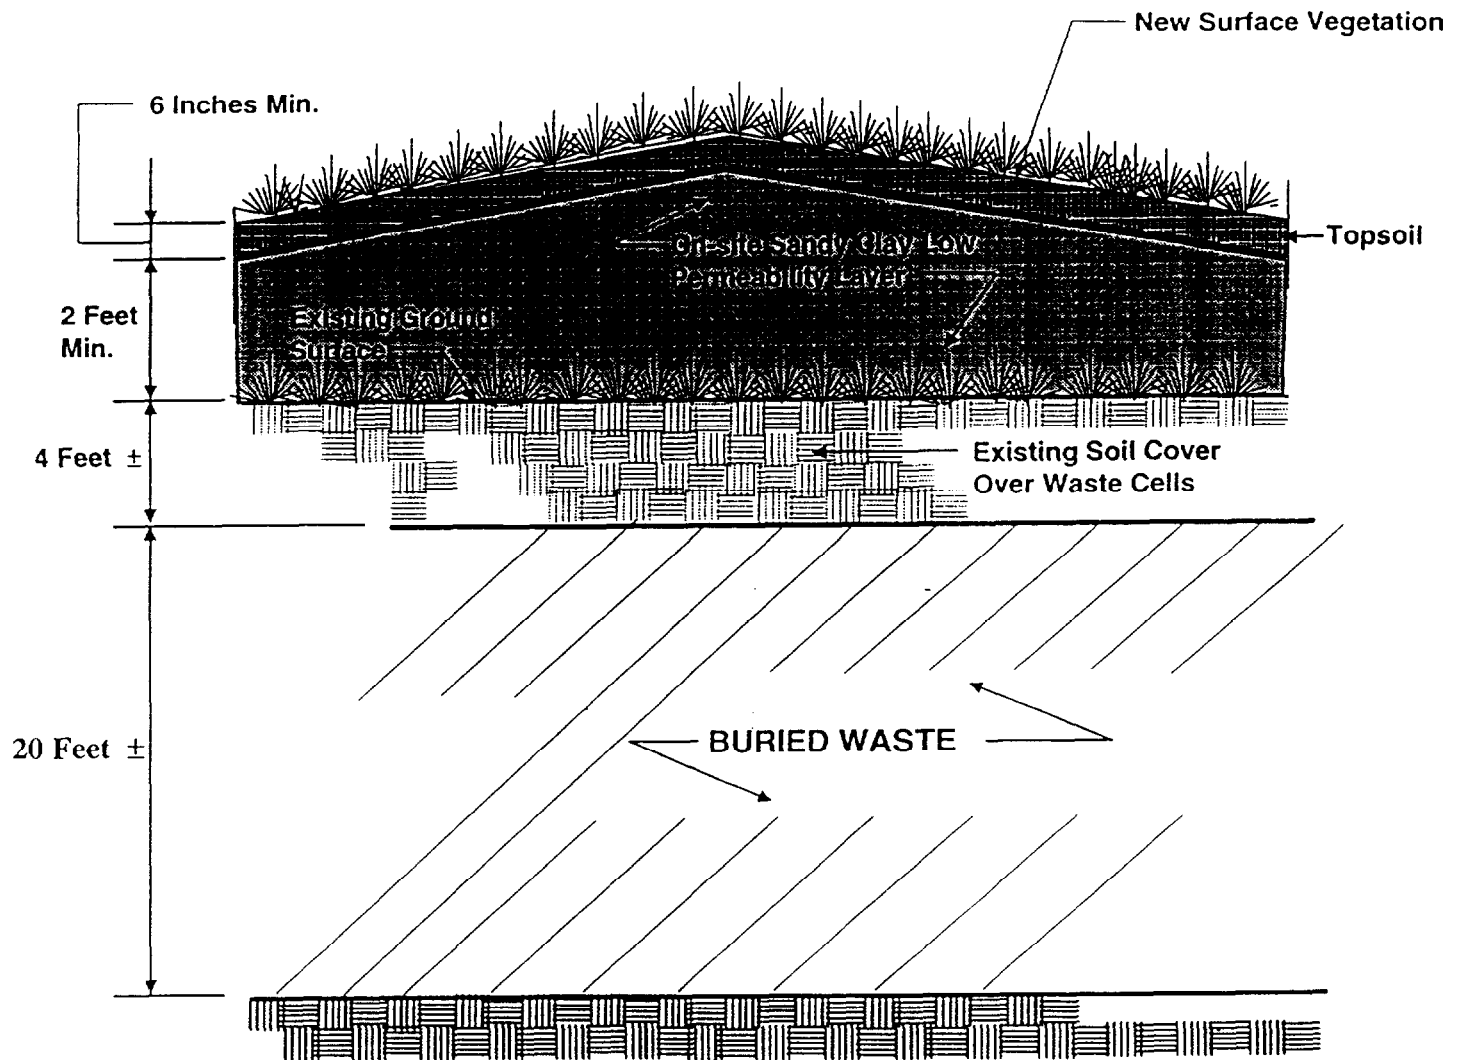 New Surface Vegetation
6 Inches Min.
Topsoil
On-site Sandy Clay Low
Permeability Layer
2 Feet
Min.
Existing Ground
Surface
4 Feet ±
Existing Soil Cover
Over Waste Cells
20 Feet ±
BURIED WASTE